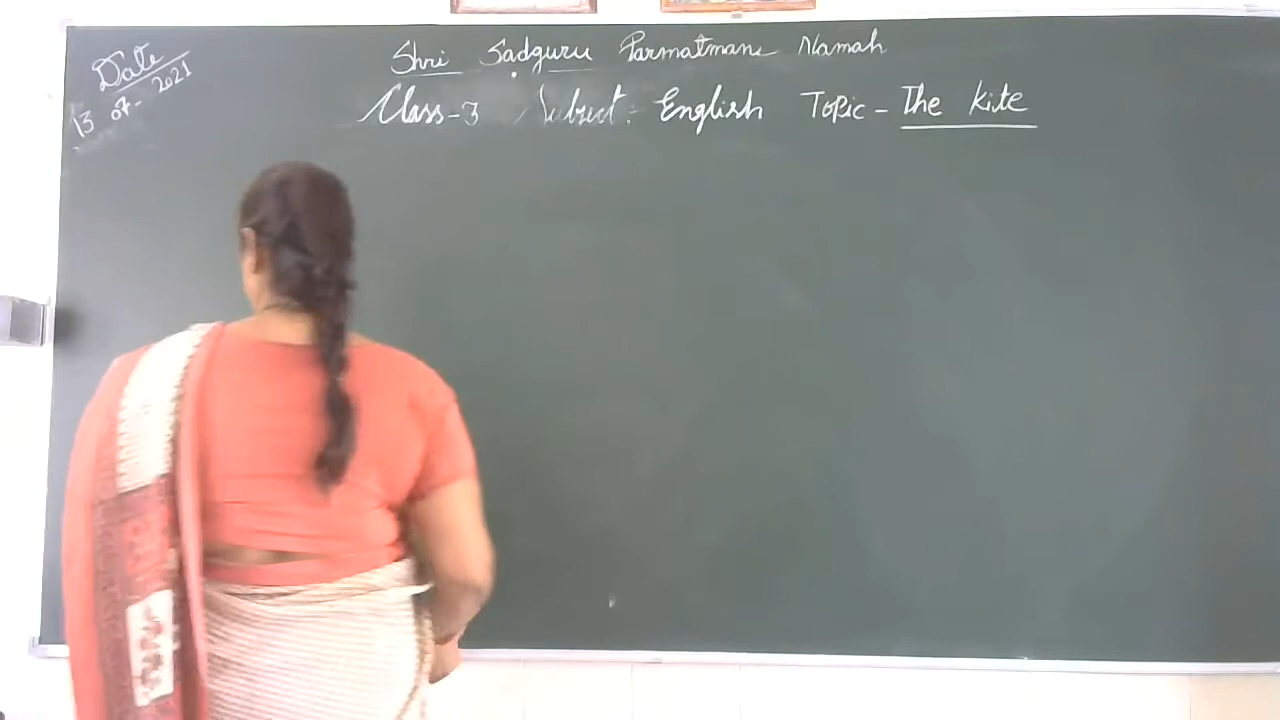 Date
13 07- 2021
Shri Sadguru Parmatmane Namah
Class-3 Subject:- English Topic - The Kite